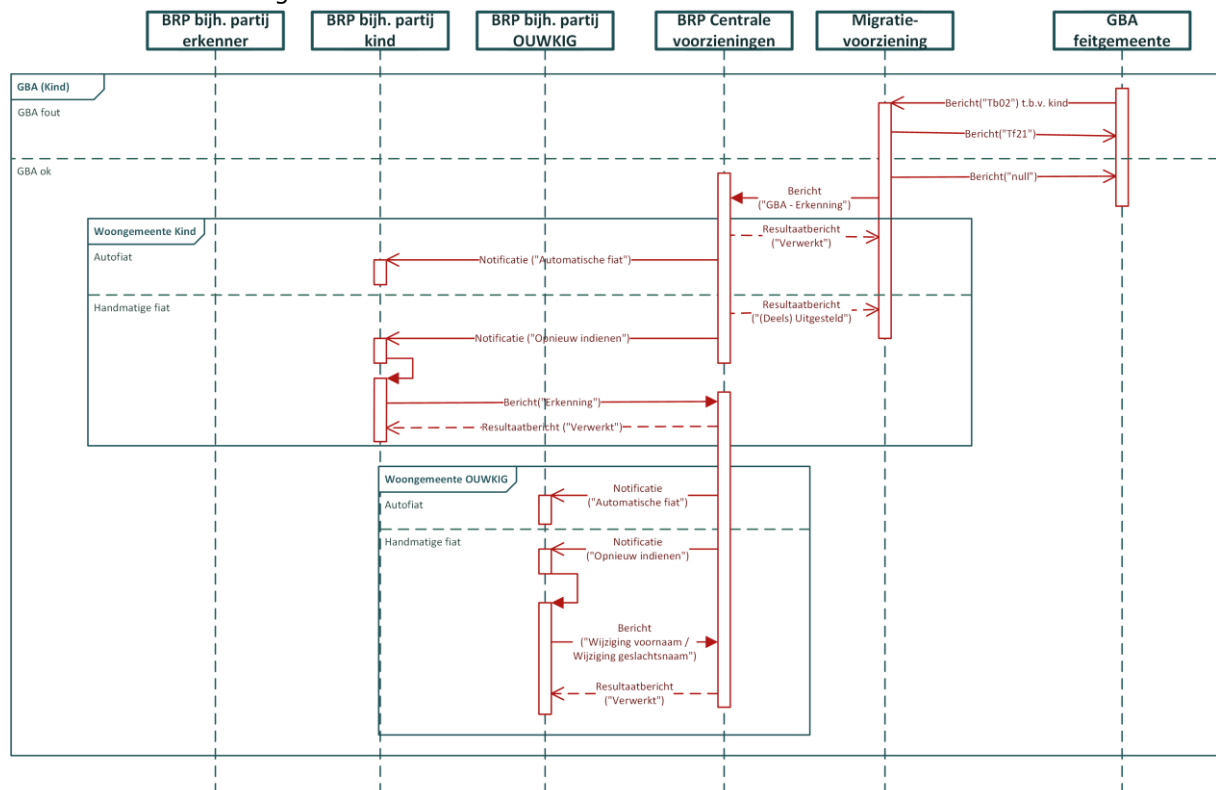 BRP bijh. partij
erkenner
BRP bijh. partij
kind
BRP bijh. partij
OUWKIG
BRP Centrale
voorzieningen
Migratie-
voorziening
GBA
feitgemeente
GBA (Kind)
GBA fout
Bericht("Tb02") t.b.v. kind
Bericht("Tf21")
GBA ok
Bericht("null")
Bericht
("GBA - Erkenning")
Woongemeente Kind
Resultaatbericht
("Verwerkt")
Autofiat
Notificatie ("Automatische fiat")
Handmatige fiat
Resultaatbericht
("(Deels) Uitgesteld")
Notificatie ("Opnieuw indienen")
Bericht("Erkenning")
Resultaatbericht ("Verwerkt")
Woongemeente OUWKIG
Notificatie
("Automatische fiat")
Autofiat
Handmatige fiat
Notificatie
("Opnieuw indienen")
Bericht
("Wijziging voornaam /
Wijziging geslachtsnaam")
Resultaatbericht
("Verwerkt")